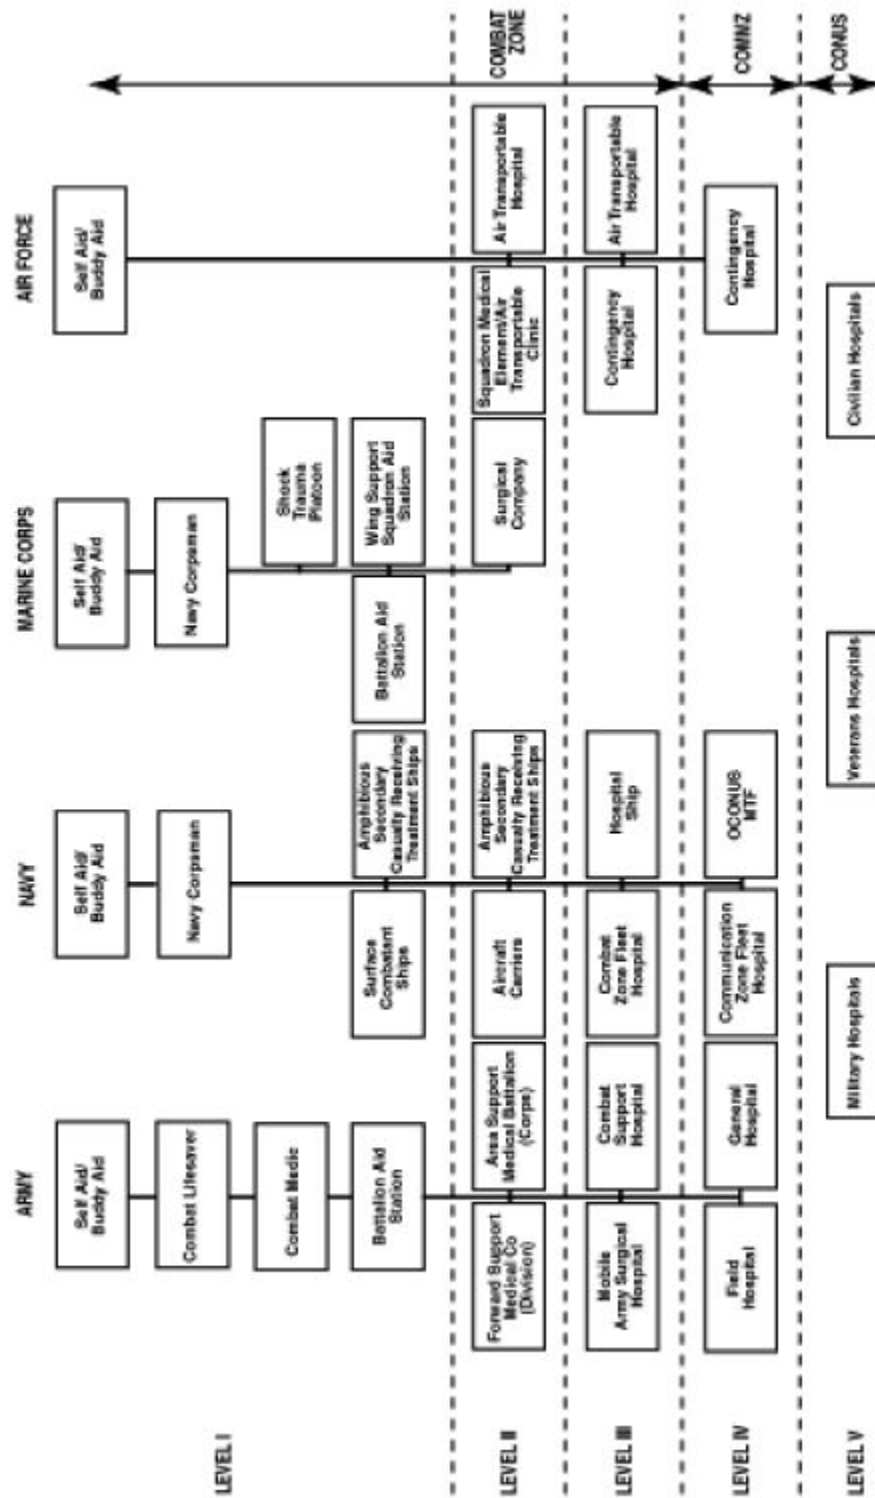 ARMY
NAVY
MARINE CORPS
AIR FORCE
LEVEL I
Self Aid/
Buddy Aid
Self Aid/
Buddy Aid
Self Aid/
Buddy Aid
Self Aid/
Buddy Aid
Combat Lifesaver
Navy Corpsman
Navy Corpsman
Combat Medic
Shock
Trauma
Platoon
Battalion Aid
Station
Surface
Combatant
Ships
Amphibious
Secondary
Casualty Receiving
Treatment Ships
Battalion Aid
Station
Wing Support
Squadron Aid
Station
LEVEL II
Forward Support
Medical Co
(Division)
Area Support
Medical Battalion
(Corps)
Aircraft
Carriers
Amphibious
Secondary
Casualty Receiving
Treatment Ships
Surgical
Company
Squadron Medical
Element/Air
Transportable
Clinic
Air Transportable
Hospital
COMBAT
ZONE
LEVEL III
Mobile
Army Surgical
Hospital
Combat
Support
Hospital
Combat
Zone Fleet
Hospital
Hospital
Ship
Contingency
Hospital
Air Transportable
Hospital
LEVEL IV
Field
Hospital
General
Hospital
Communication
Zone Fleet
Hospital
OCONUS
MTF
Contingency
Hospital
COMMZ
LEVEL V
Military Hospitals
Veterans Hospitals
Civilian Hospitals
CONUS